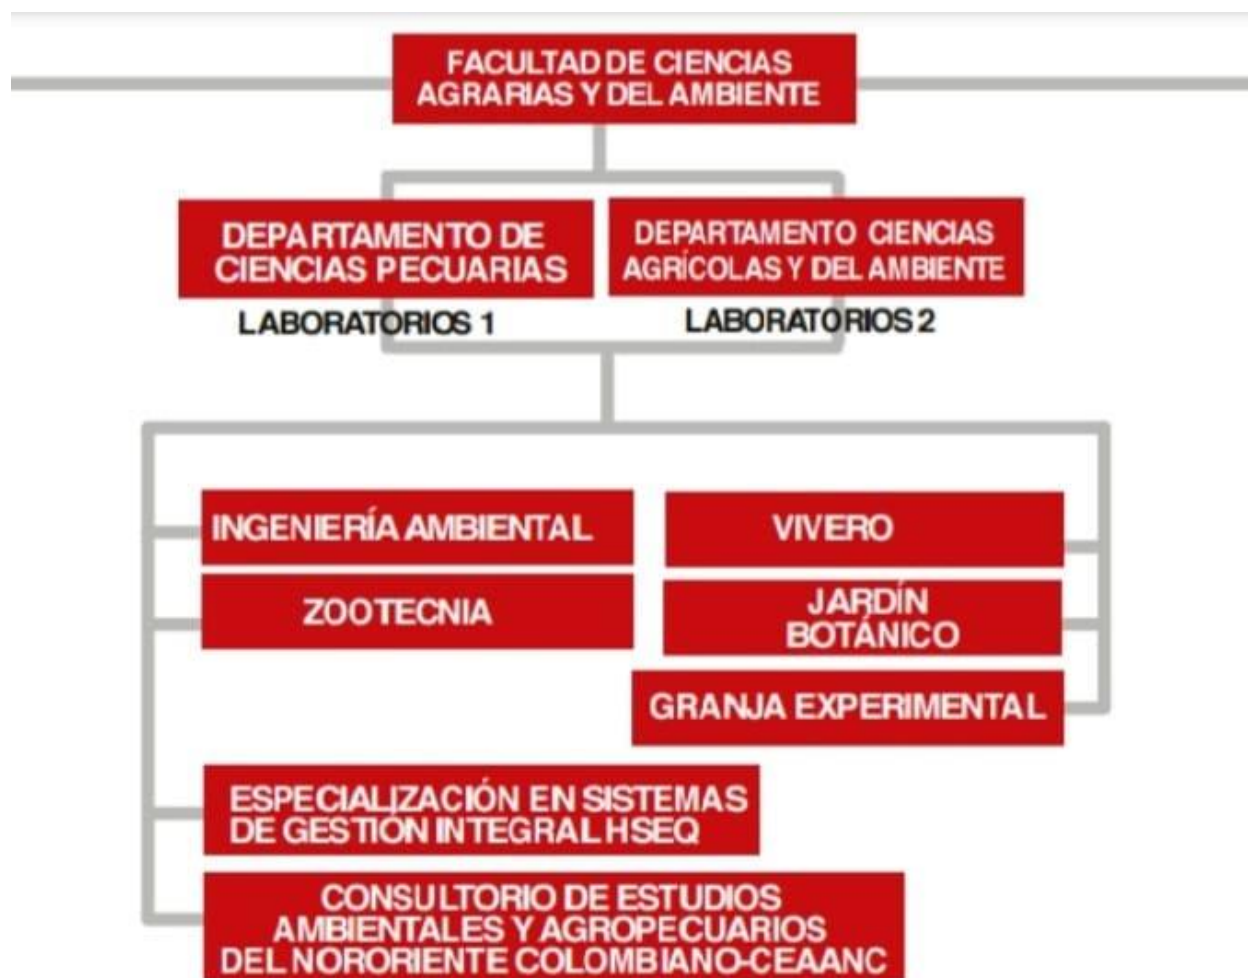 FACULTAD DE CIENCIAS
AGRARIAS Y DEL AMBIENTE
DEPARTAMENTO DE
CIENCIAS PECUARIAS
LABORATORIOS 1
DEPARTAMENTO CIENCIAS
AGRÍCOLAS Y DEL AMBIENTE
LABORATORIOS 2
INGENIERÍA AMBIENTAL
ZOOTECNIA
VIVERO
JARDÍN
BOTÁNICO
GRANJA EXPERIMENTAL
ESPECIALIZACIÓN EN SISTEMAS
DE GESTIÓN INTEGRAL HSEQ
CONSULTORIO DE ESTUDIOS
AMBIENTALES Y AGROPECUARIOS
DEL NORORIENTE COLOMBIANO-CEAANC